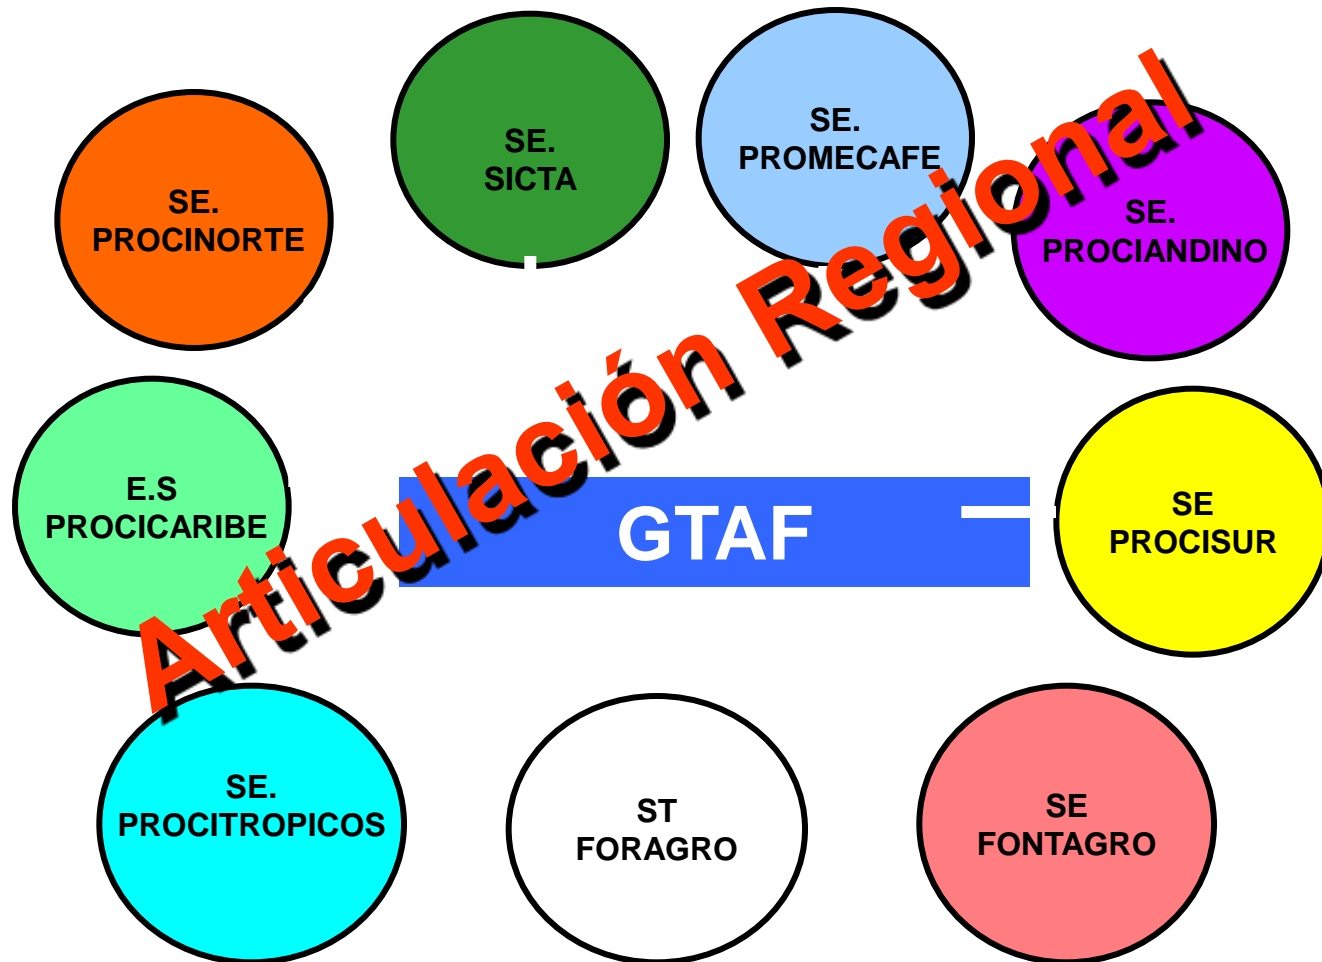 SE.
SICTA
SE.
PROMECAFE
SE.
PROCINORTE
SE.
PROCIANDINO
Articulación Regional
E.S
PROCICARIBE
GTAF
SE
PROCISUR
SE.
PROCITROPICOS
ST
FORAGRO
SE
FONTAGRO